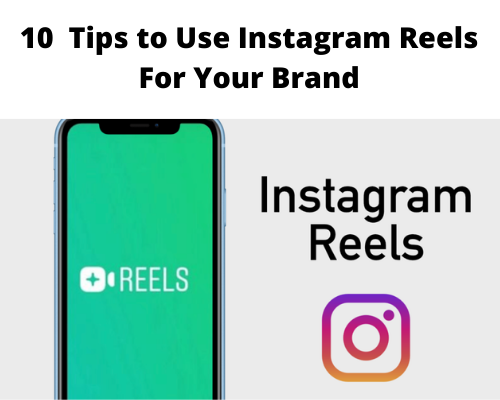 10 Tips to Use Instagram Reels
For Your Brand
REELS
Instagram
Reels